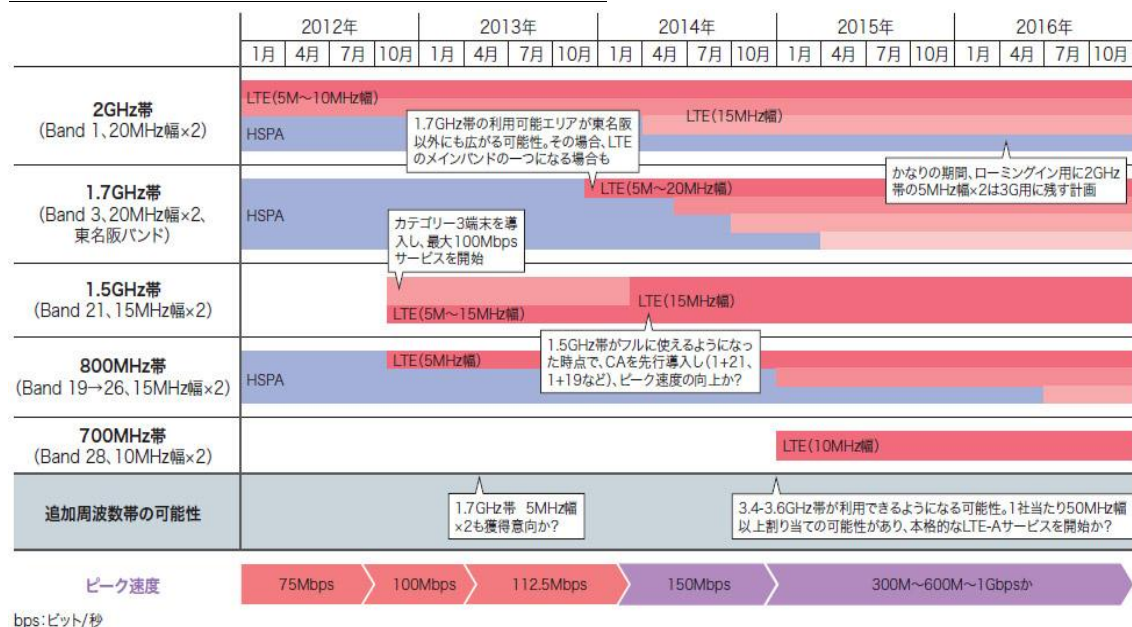 2012年
2013年
2014年
2015年
2016年
1月 4月 7月 10月 1月 4月 7月 10月 1月 4月 7月 10月 1月 4月 7月 10月 1月 4月 7月 10月
2GHz帯
(Band 1、20MHz幅×2)
LTE(5M～10MHz幅)
HSPA
LTE(15MHz幅)
1.7GHz帯の利用可能エリアが東名阪
以外にも広がる可能性。その場合、LTE
のメインバンドの一つになる場合も
かなりの期間、ローミングイン用に2GHz
帯の5MHz幅×2は3G用に残す計画
1.7GHz帯
(Band 3、20MHz幅×2、
東名阪バンド)
HSPA
LTE(5M～20MHz幅)
カテゴリー3端末を導
入し、最大100Mbps
サービスを開始
1.5GHz帯
(Band 21、15MHz幅×2)
LTE(5M～15MHz幅)
LTE(15MHz幅)
1.5GHz帯がフルに使えるようになっ
た時点で、CAを先行導入し(1+21、
1+19など)、ピーク速度の向上か?
800MHz帯
(Band 19→26、15MHz幅×2)
HSPA
LTE(5MHz幅)
700MHz帯
(Band 28、10MHz幅×2)
LTE(10MHz幅)
追加周波数帯の可能性
1.7GHz帯 5MHz幅
×2も獲得意向か?
3.4-3.6GHz帯が利用できるようになる可能性。1社当たり50MHz幅
以上割り当ての可能性があり、本格的なLTE-Aサービスを開始か?
ピーク速度
75Mbps
100Mbps
112.5Mbps
150Mbps
300M～600M～1Gbpsか
bps:ビット/秒